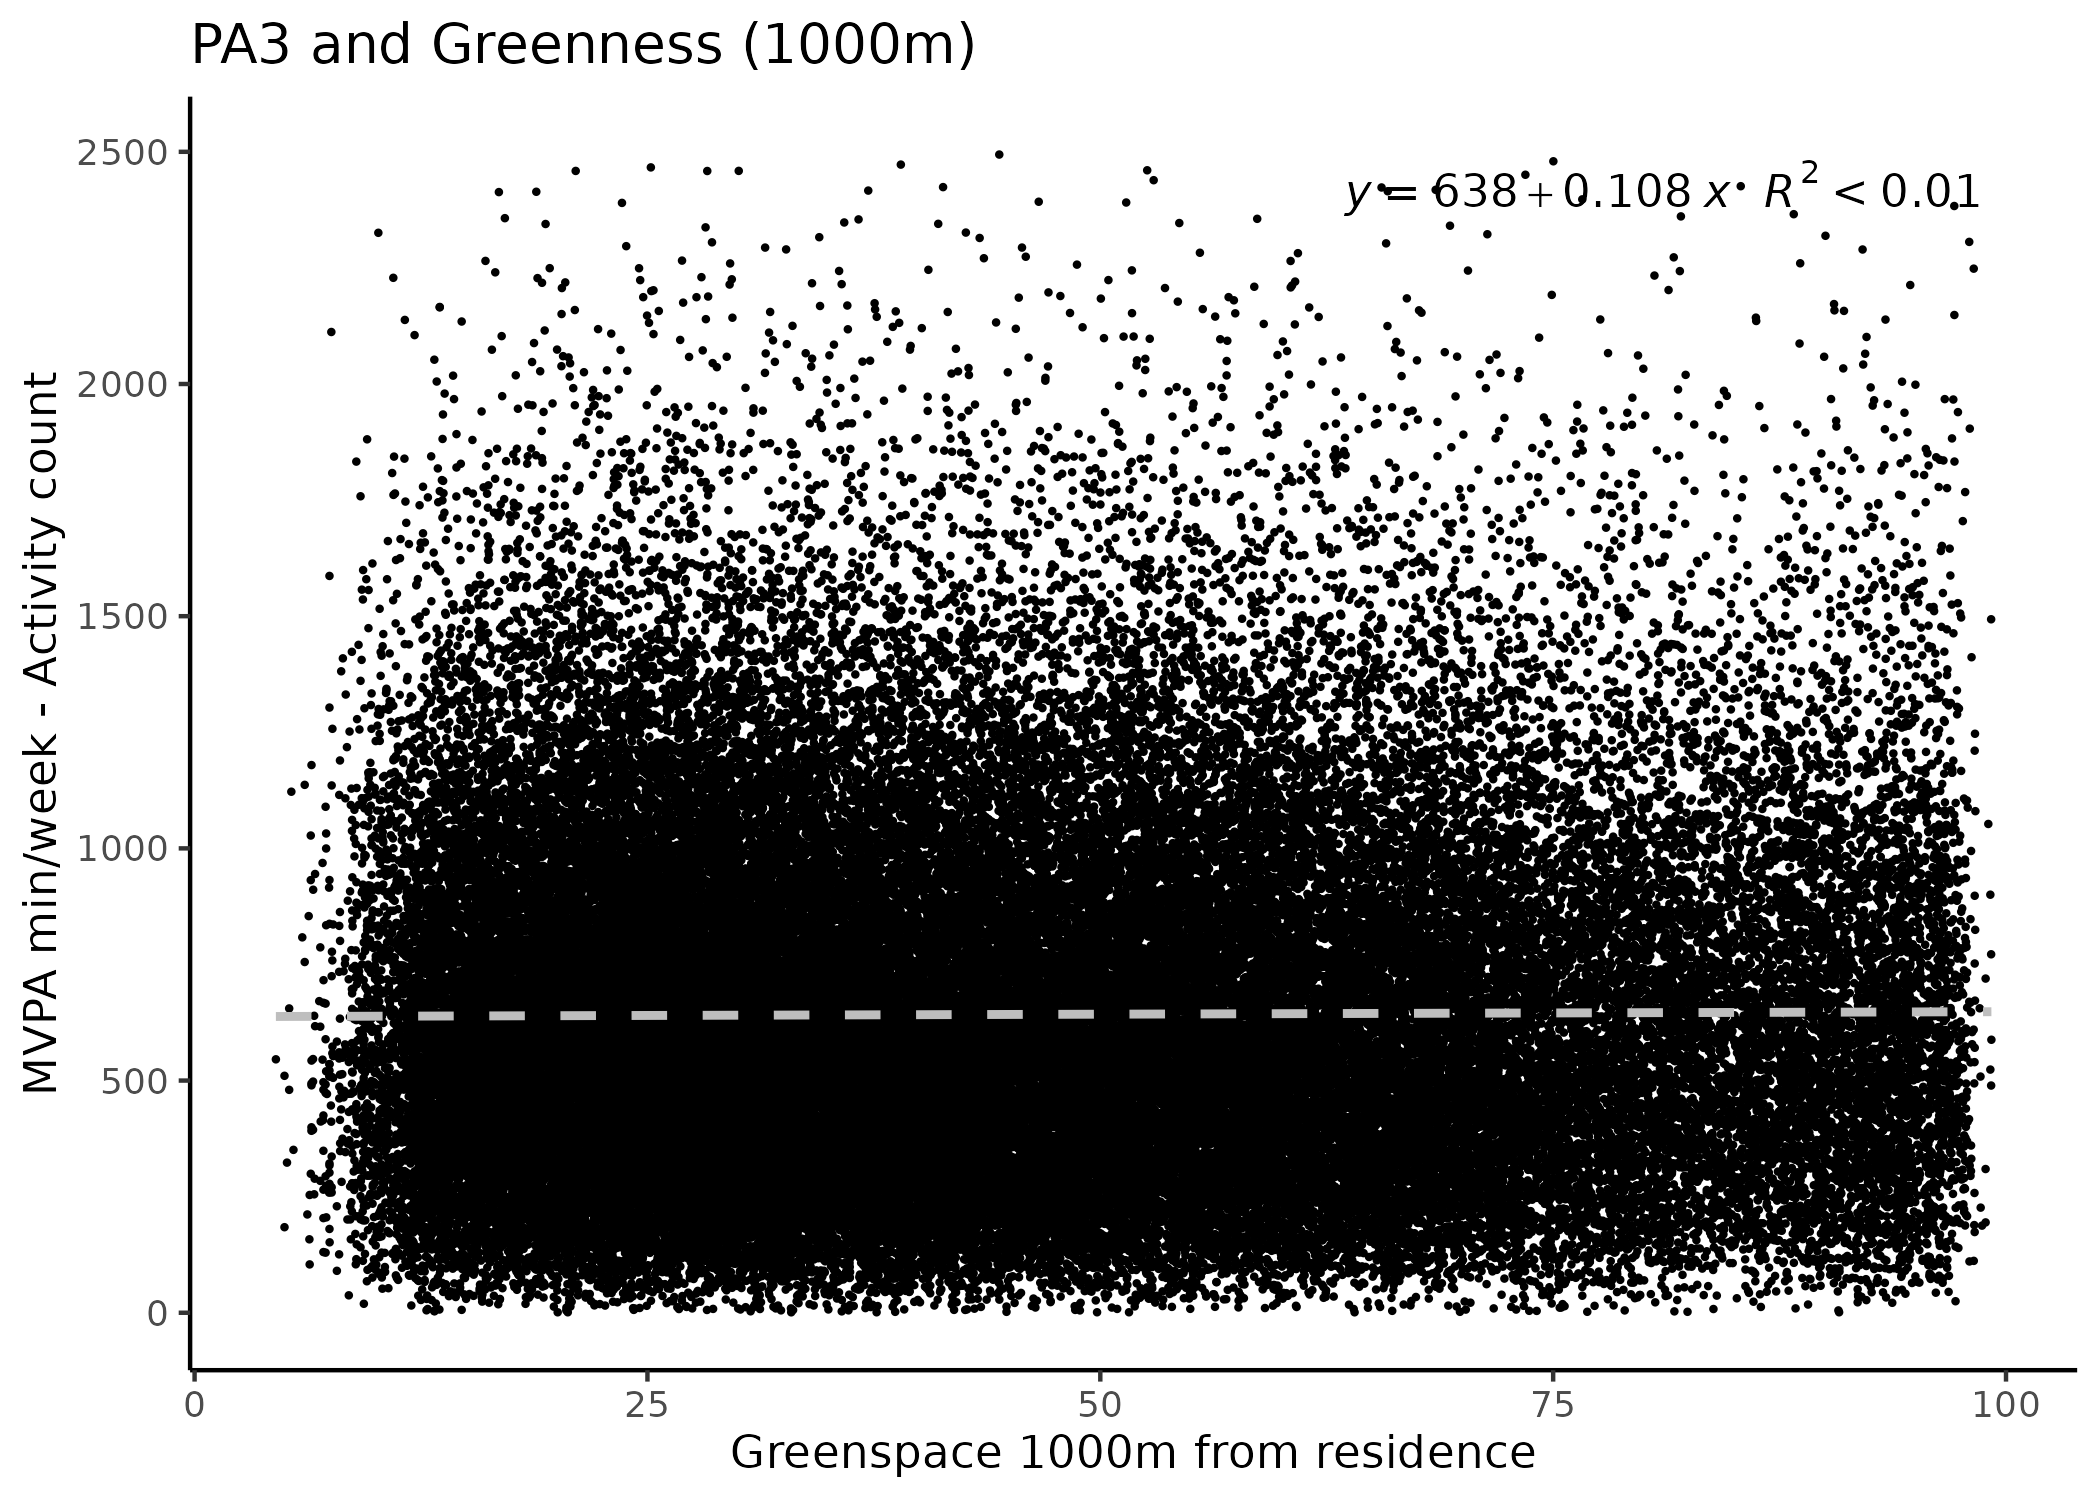 PA3 and Greenness (1000m)
y = 638 + 0.108 x R² < 0.01
MVPA min/week - Activity count
2500
2000
1500
1000
500
0
0 25 50 75 100
Greenspace 1000m from residence